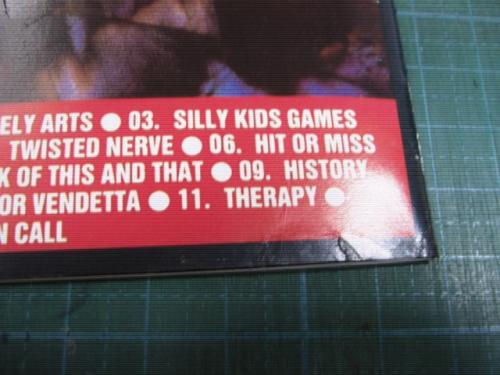 ELY ARTS ● 03. SILLY KIDS GAMES
TWISTED NERVE ● 06. HIT OR MISS
K OF THIS AND THAT ● 09. HISTORY
OR VENDETTA ● 11. THERAPY ●
N CALL